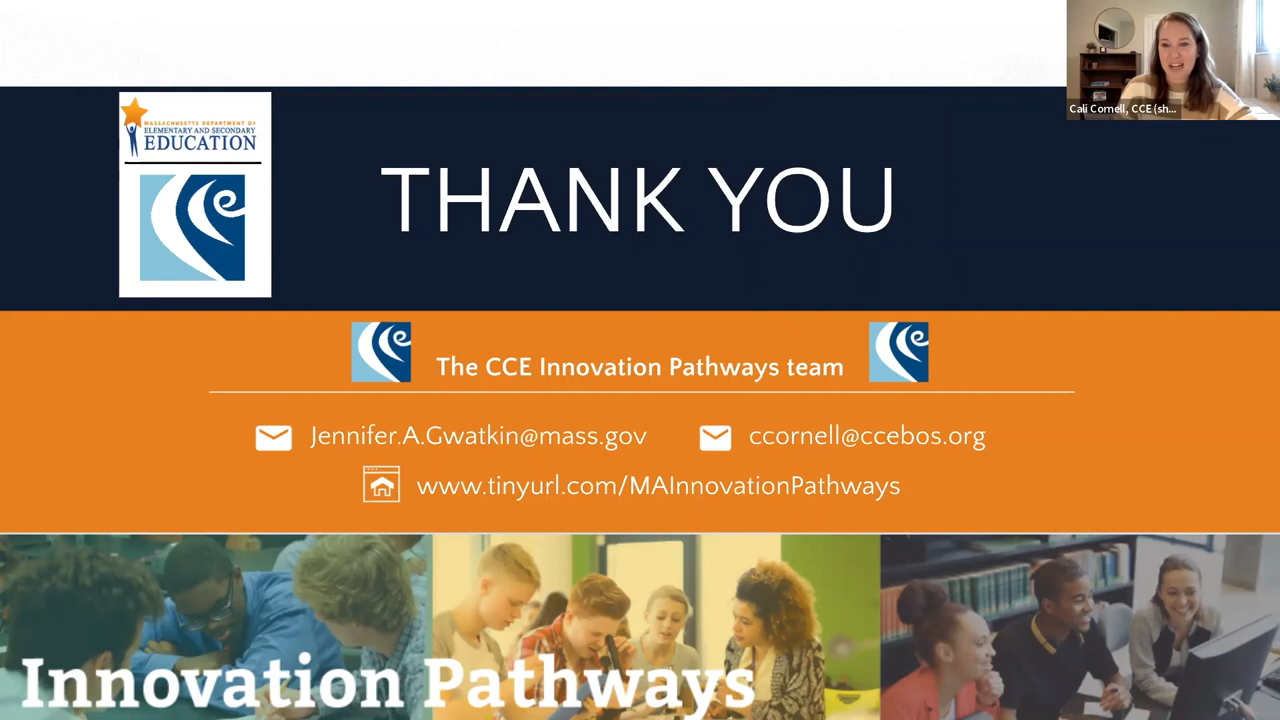 Cali Cornell, CCE (sh...
MASSACHUSETTS DEPARTMENT OF
ELEMENTARY AND SECONDARY
EDUCATION
THANK YOU
The CCE Innovation Pathways team
Jennifer.A.Gwatkin@mass.gov
ccornell@ccebos.org
www.tinyurl.com/MAInnovationPathways
Innovation Pathways